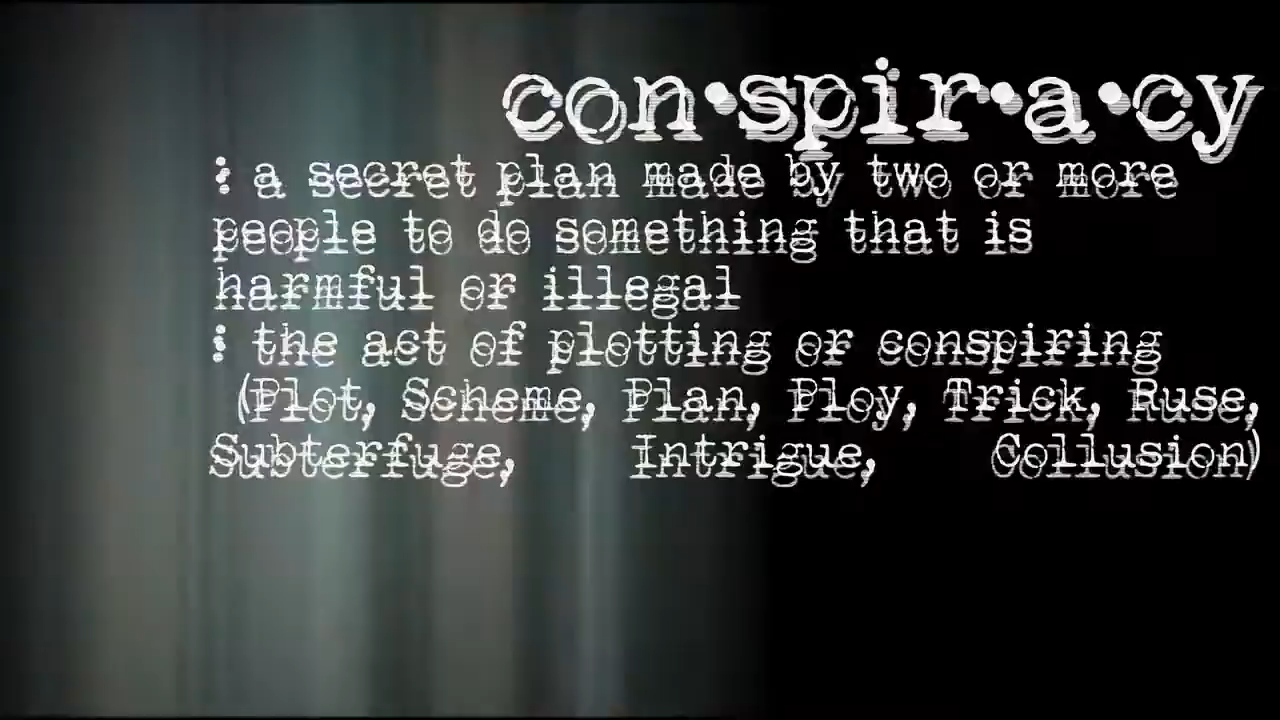 con•spir•a•cy
: a secret plan made by two or more
people to do something that is
harmful or illegal
: the act of plotting or conspiring
(Plot, Scheme, Plan, Ploy, Trick, Ruse,
Subterfuge, Intrigue, Collusion)